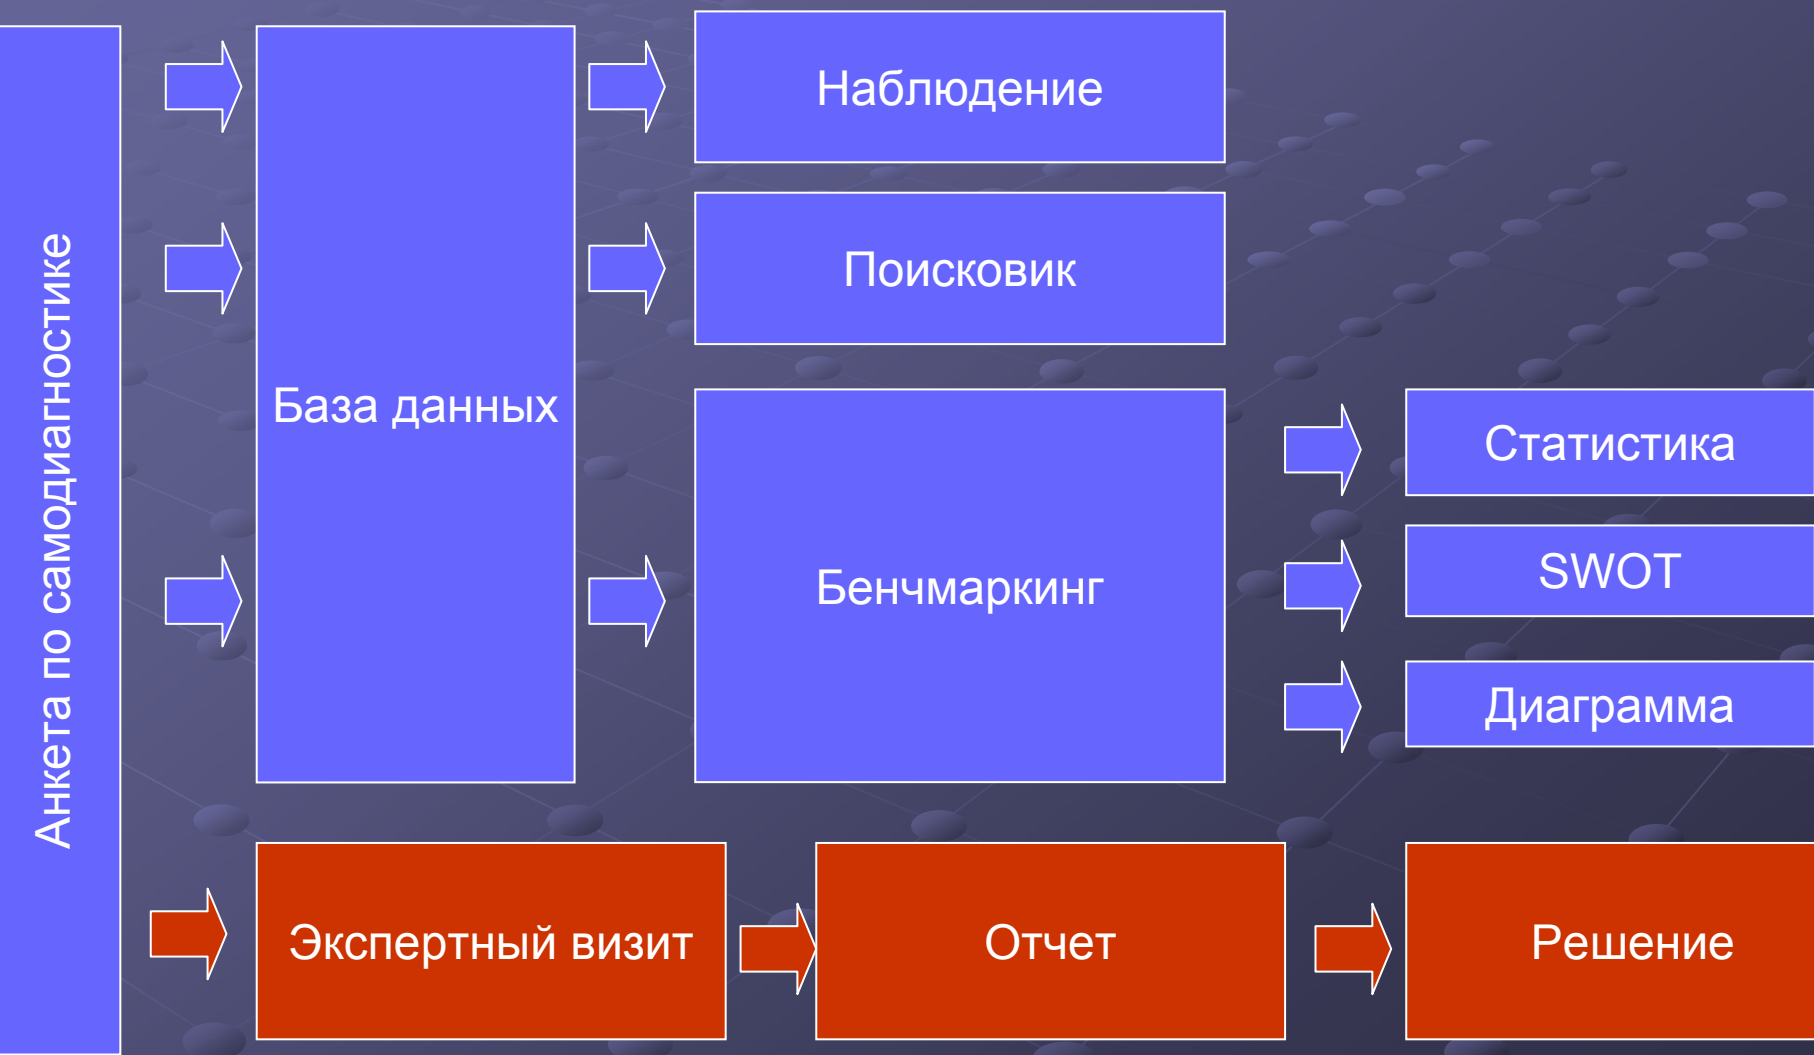 Анкета по самодиагностике
База данных
Наблюдение
Поисковик
Бенчмаркинг
Статистика
SWOT
Диаграмма
Экспертный визит
Отчет
Решение